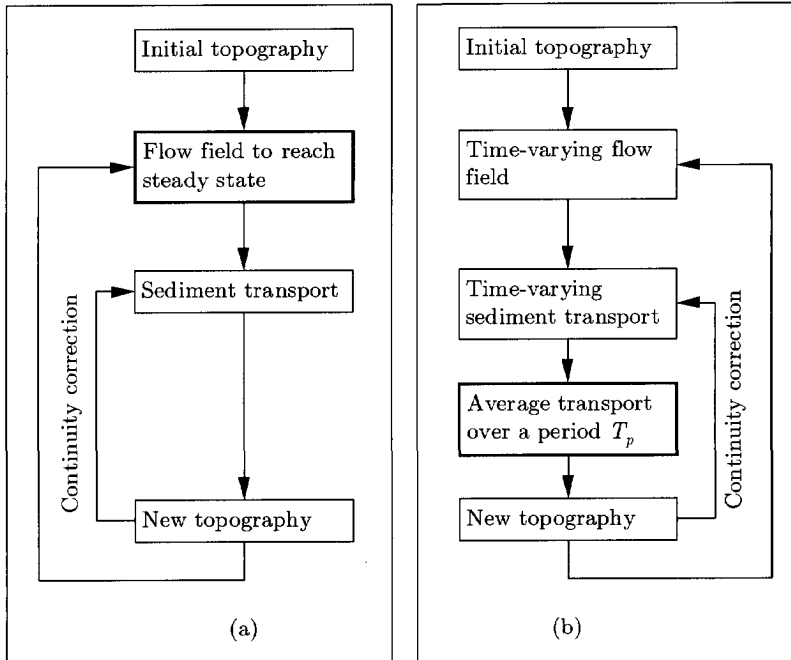 Initial topography
Flow field to reach
steady state
Sediment transport
Continuity correction
New topography
(a)
Initial topography
Time-varying flow
field
Time-varying
sediment transport
Average transport
over a period T_p
Continuity correction
New topography
(b)